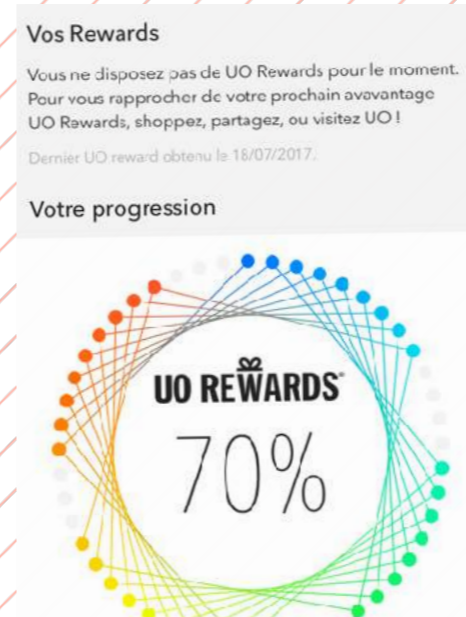 Vos Rewards
Vous ne disposez pas de UO Rewards pour le moment.
Pour vous rapprocher de votre prochain avavantage
UO Rewards, shoppez, partagez, ou visitez UO !
Dernier UO reward obtenu le 18/07/2017.
Votre progression
UO REWARDS
70%